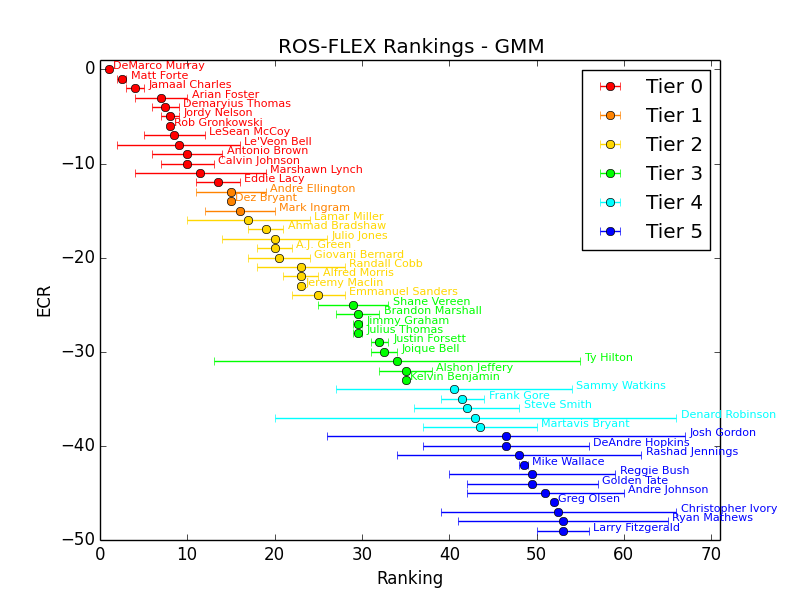 ROS-FLEX Rankings - GMM
DeMarco Murray
Matt Forte
Jamaal Charles
Arian Foster
Demaryius Thomas
Jordy Nelson
Rob Gronkowski
LeSean McCoy
Le'Veon Bell
Antonio Brown
Calvin Johnson
Marshawn Lynch
Eddie Lacy
Andre Ellington
Dez Bryant
Mark Ingram
Lamar Miller
Ahmad Bradshaw
Julio Jones
A.J. Green
Giovani Bernard
Randall Cobb
Alfred Morris
Jeremy Maclin
Emmanuel Sanders
Shane Vereen
Brandon Marshall
Jimmy Graham
Julius Thomas
Justin Forsett
Joique Bell
Ty Hilton
Alshon Jeffery
Kelvin Benjamin
Sammy Watkins
Frank Gore
Steve Smith
Denard Robinson
Martavis Bryant
Josh Gordon
DeAndre Hopkins
Rashad Jennings
Mike Wallace
Reggie Bush
Golden Tate
Andre Johnson
Greg Olsen
Christopher Ivory
Ryan Mathews
Larry Fitzgerald
Tier 0
Tier 1
Tier 2
Tier 3
Tier 4
Tier 5
ECR
0
−10
−20
−30
−40
−50
0 10 20 30 40 50 60 70
Ranking